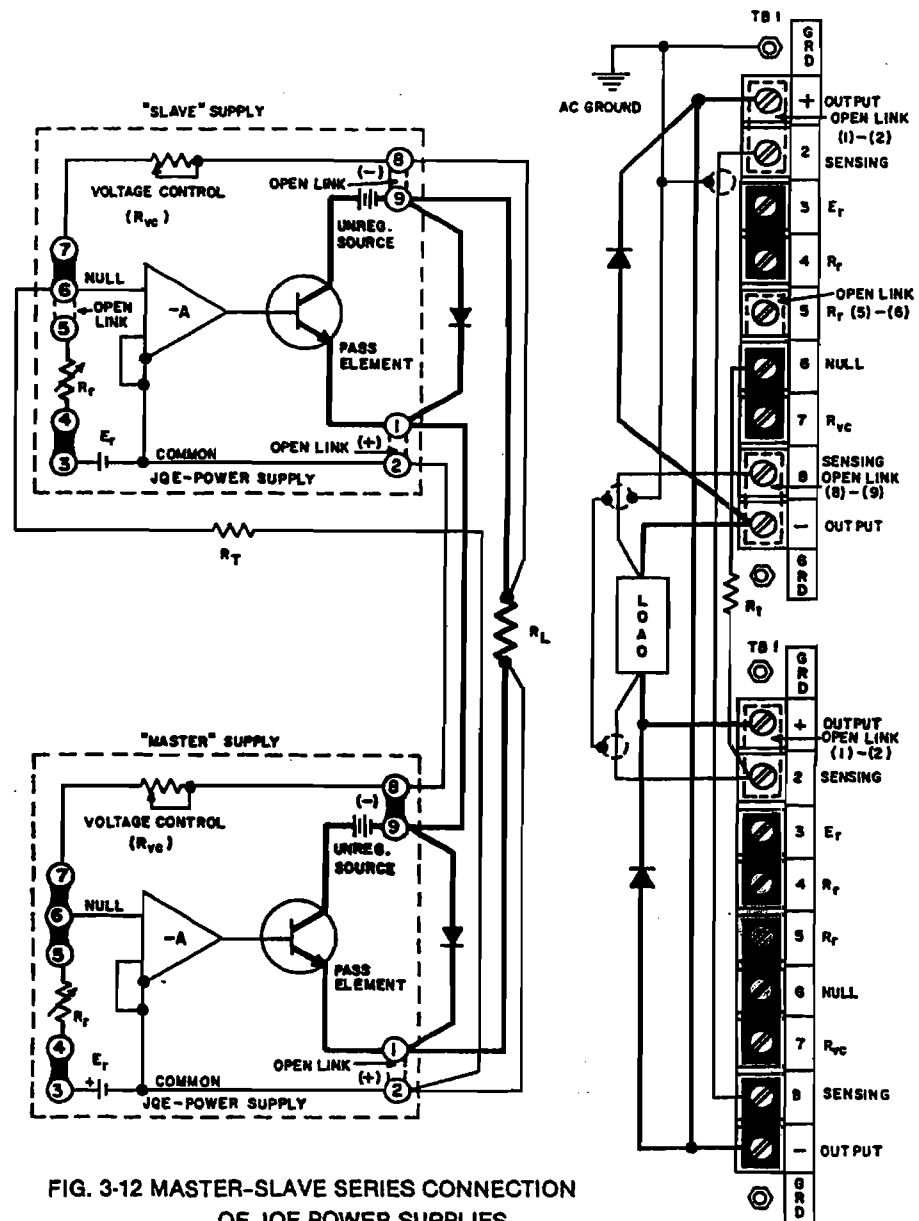 "SLAVE" SUPPLY
VOLTAGE CONTROL
(Rvc)
OPEN LINK
(-)
8
9
UNREG.
SOURCE
7
6
NULL
OPEN
LINK
5
-A
PASS
ELEMENT
Rr
4
Er
3
COMMON
1
OPEN LINK
(+)
2
JQE-POWER SUPPLY
RT
RL
"MASTER" SUPPLY
VOLTAGE CONTROL
(Rvc)
8
(-)
9
UNREG.
SOURCE
7
6
NULL
5
-A
PASS
ELEMENT
Rr
4
Er
3
+
COMMON
1
OPEN LINK
(+)
2
JQE-POWER SUPPLY
TB1
GRD
AC GROUND
+ OUTPUT
OPEN LINK
(1)-(2)
2 SENSING
3 Er
4 Rr
OPEN LINK
5 Rr (5)-(6)
6 NULL
7 Rvc
SENSING
8 OPEN LINK
(8)-(9)
- OUTPUT
GRD
LOAD
Rt
TB1
GRD
+ OUTPUT
OPEN LINK
(1)-(2)
2 SENSING
3 Er
4 Rr
5 Rr
6 NULL
7 Rvc
8 SENSING
- OUTPUT
GRD
FIG. 3-12 MASTER-SLAVE SERIES CONNECTION
OF JQE POWER SUPPLIES